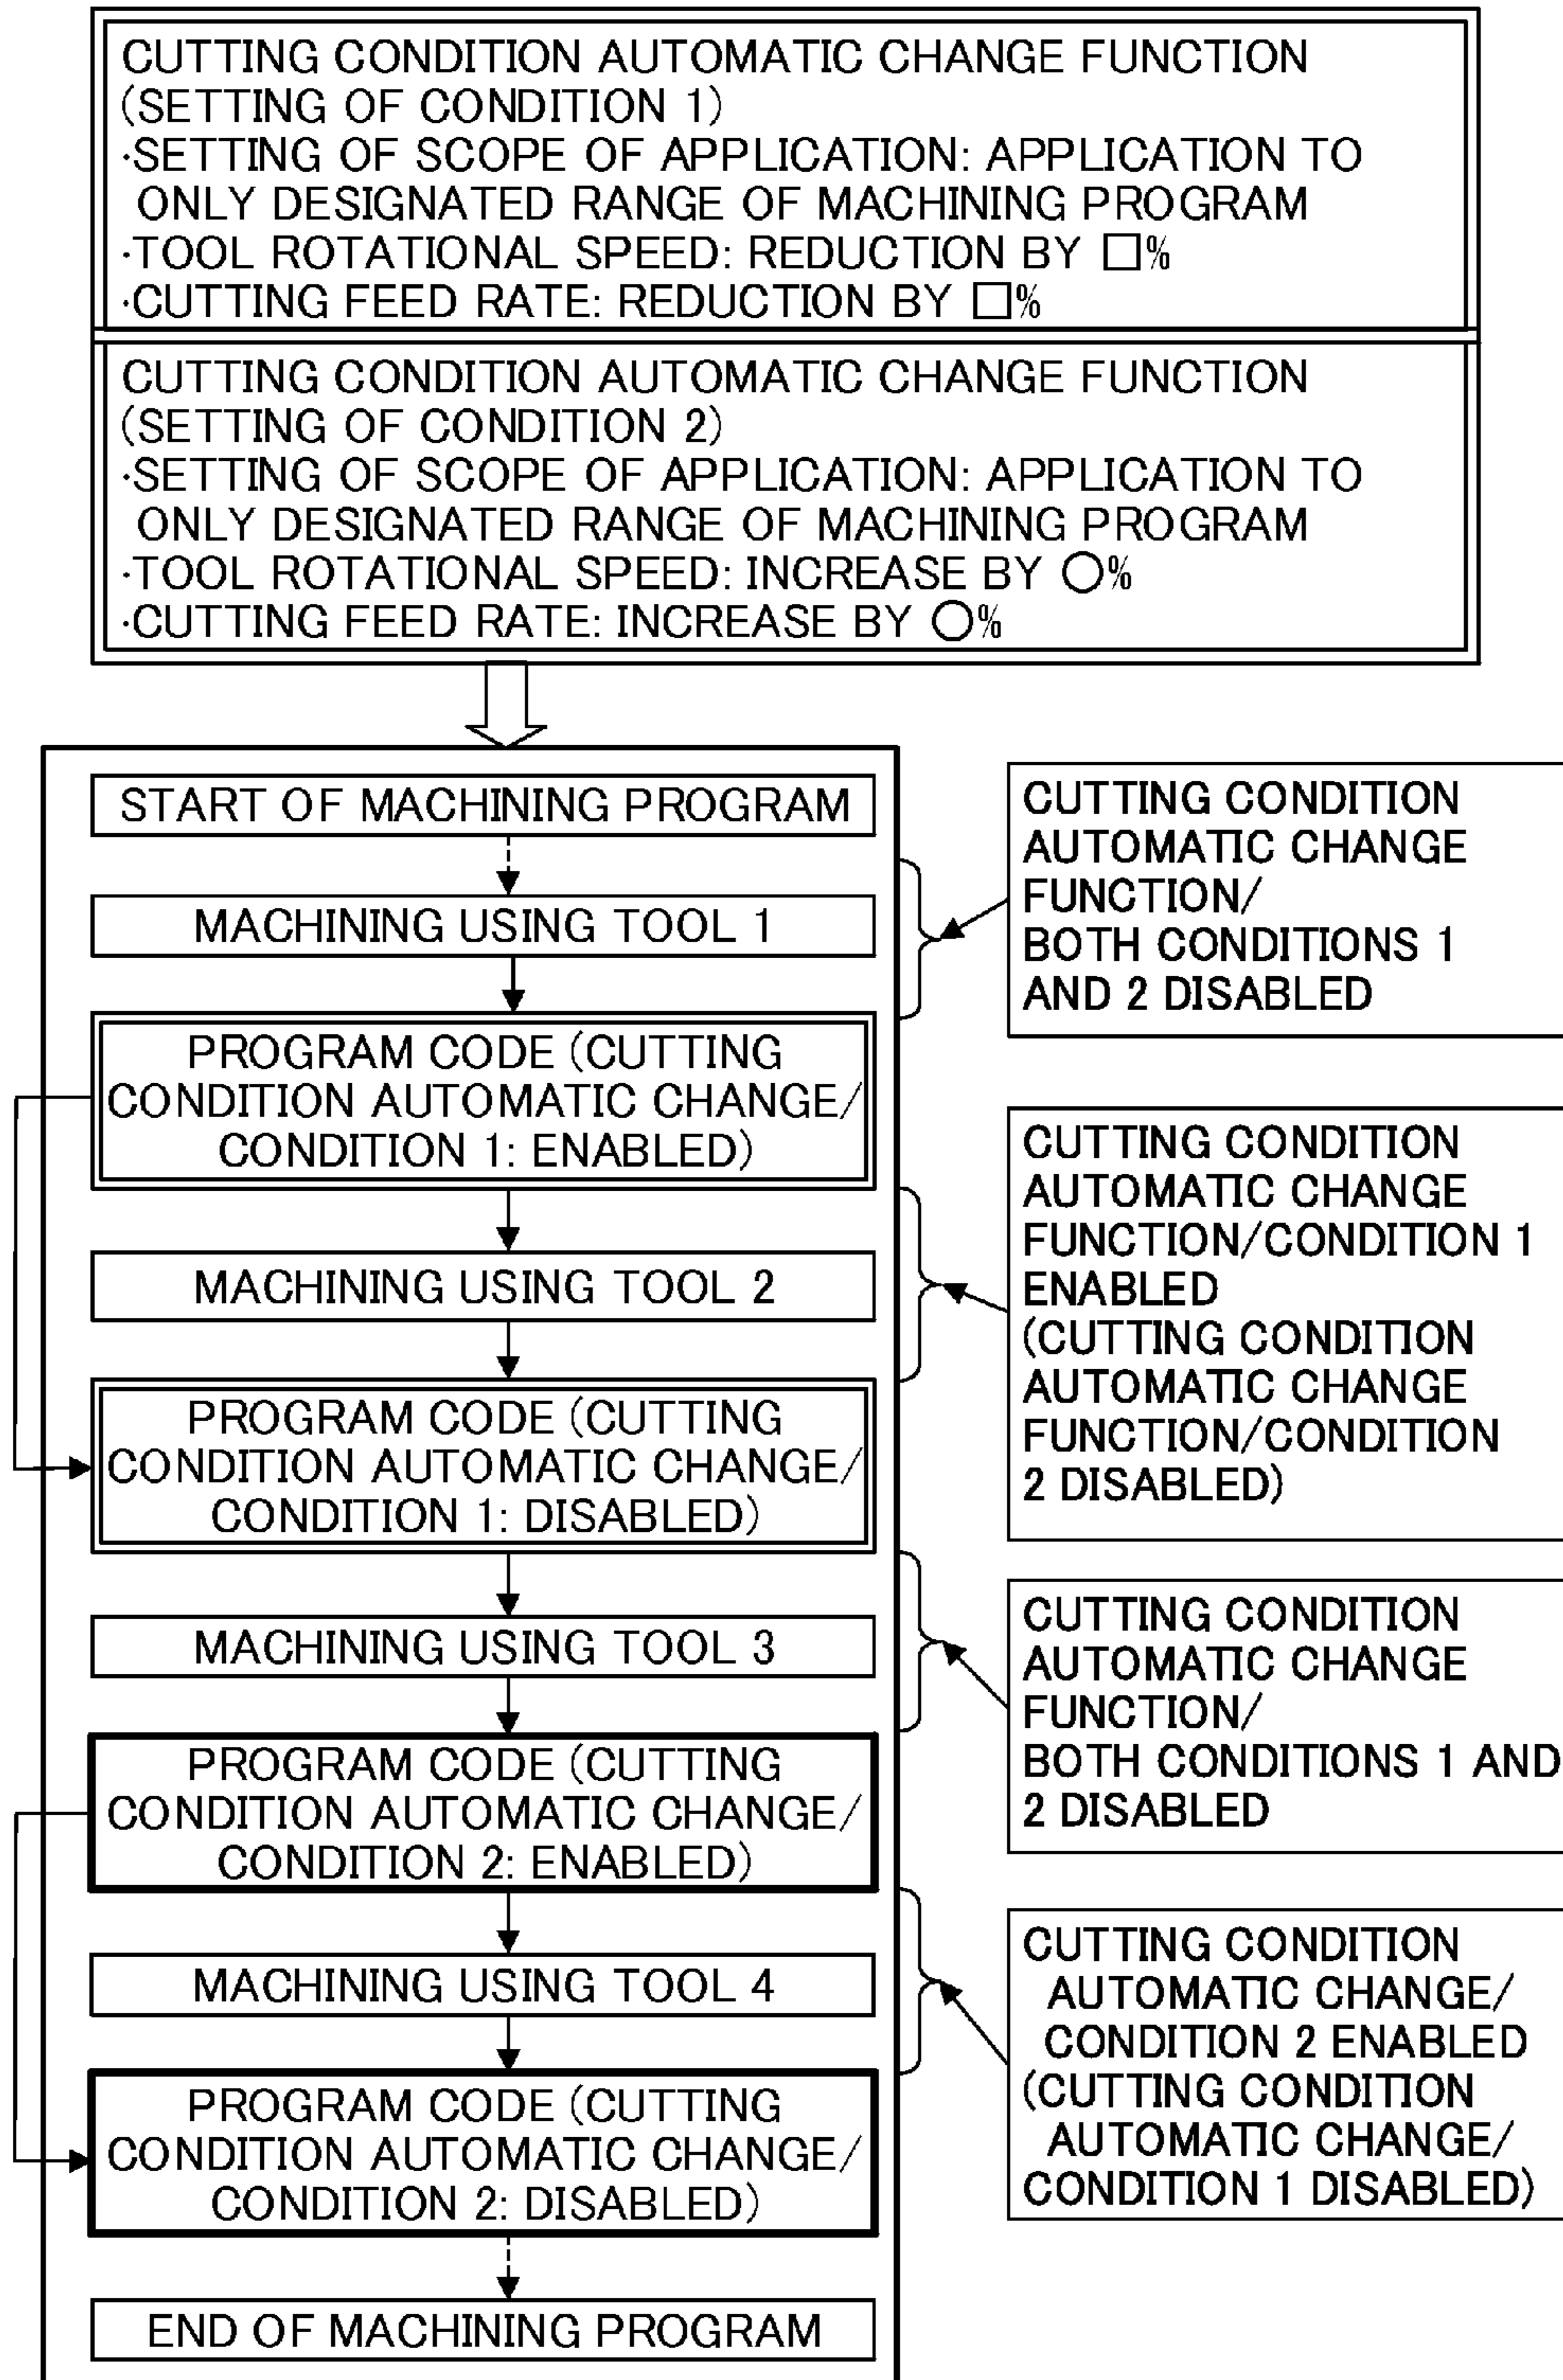 CUTTING CONDITION AUTOMATIC CHANGE FUNCTION
(SETTING OF CONDITION 1)
·SETTING OF SCOPE OF APPLICATION: APPLICATION TO
ONLY DESIGNATED RANGE OF MACHINING PROGRAM
·TOOL ROTATIONAL SPEED: REDUCTION BY □%
·CUTTING FEED RATE: REDUCTION BY □%
CUTTING CONDITION AUTOMATIC CHANGE FUNCTION
(SETTING OF CONDITION 2)
·SETTING OF SCOPE OF APPLICATION: APPLICATION TO
ONLY DESIGNATED RANGE OF MACHINING PROGRAM
·TOOL ROTATIONAL SPEED: INCREASE BY ○%
·CUTTING FEED RATE: INCREASE BY ○%
START OF MACHINING PROGRAM
MACHINING USING TOOL 1
CUTTING CONDITION
AUTOMATIC CHANGE
FUNCTION/
BOTH CONDITIONS 1
AND 2 DISABLED
PROGRAM CODE (CUTTING
CONDITION AUTOMATIC CHANGE/
CONDITION 1: ENABLED)
MACHINING USING TOOL 2
CUTTING CONDITION
AUTOMATIC CHANGE
FUNCTION/CONDITION 1
ENABLED
(CUTTING CONDITION
AUTOMATIC CHANGE
FUNCTION/CONDITION
2 DISABLED)
PROGRAM CODE (CUTTING
CONDITION AUTOMATIC CHANGE/
CONDITION 1: DISABLED)
MACHINING USING TOOL 3
CUTTING CONDITION
AUTOMATIC CHANGE
FUNCTION/
BOTH CONDITIONS 1 AND
2 DISABLED
PROGRAM CODE (CUTTING
CONDITION AUTOMATIC CHANGE/
CONDITION 2: ENABLED)
MACHINING USING TOOL 4
CUTTING CONDITION
AUTOMATIC CHANGE/
CONDITION 2 ENABLED
(CUTTING CONDITION
AUTOMATIC CHANGE/
CONDITION 1 DISABLED)
PROGRAM CODE (CUTTING
CONDITION AUTOMATIC CHANGE/
CONDITION 2: DISABLED)
END OF MACHINING PROGRAM